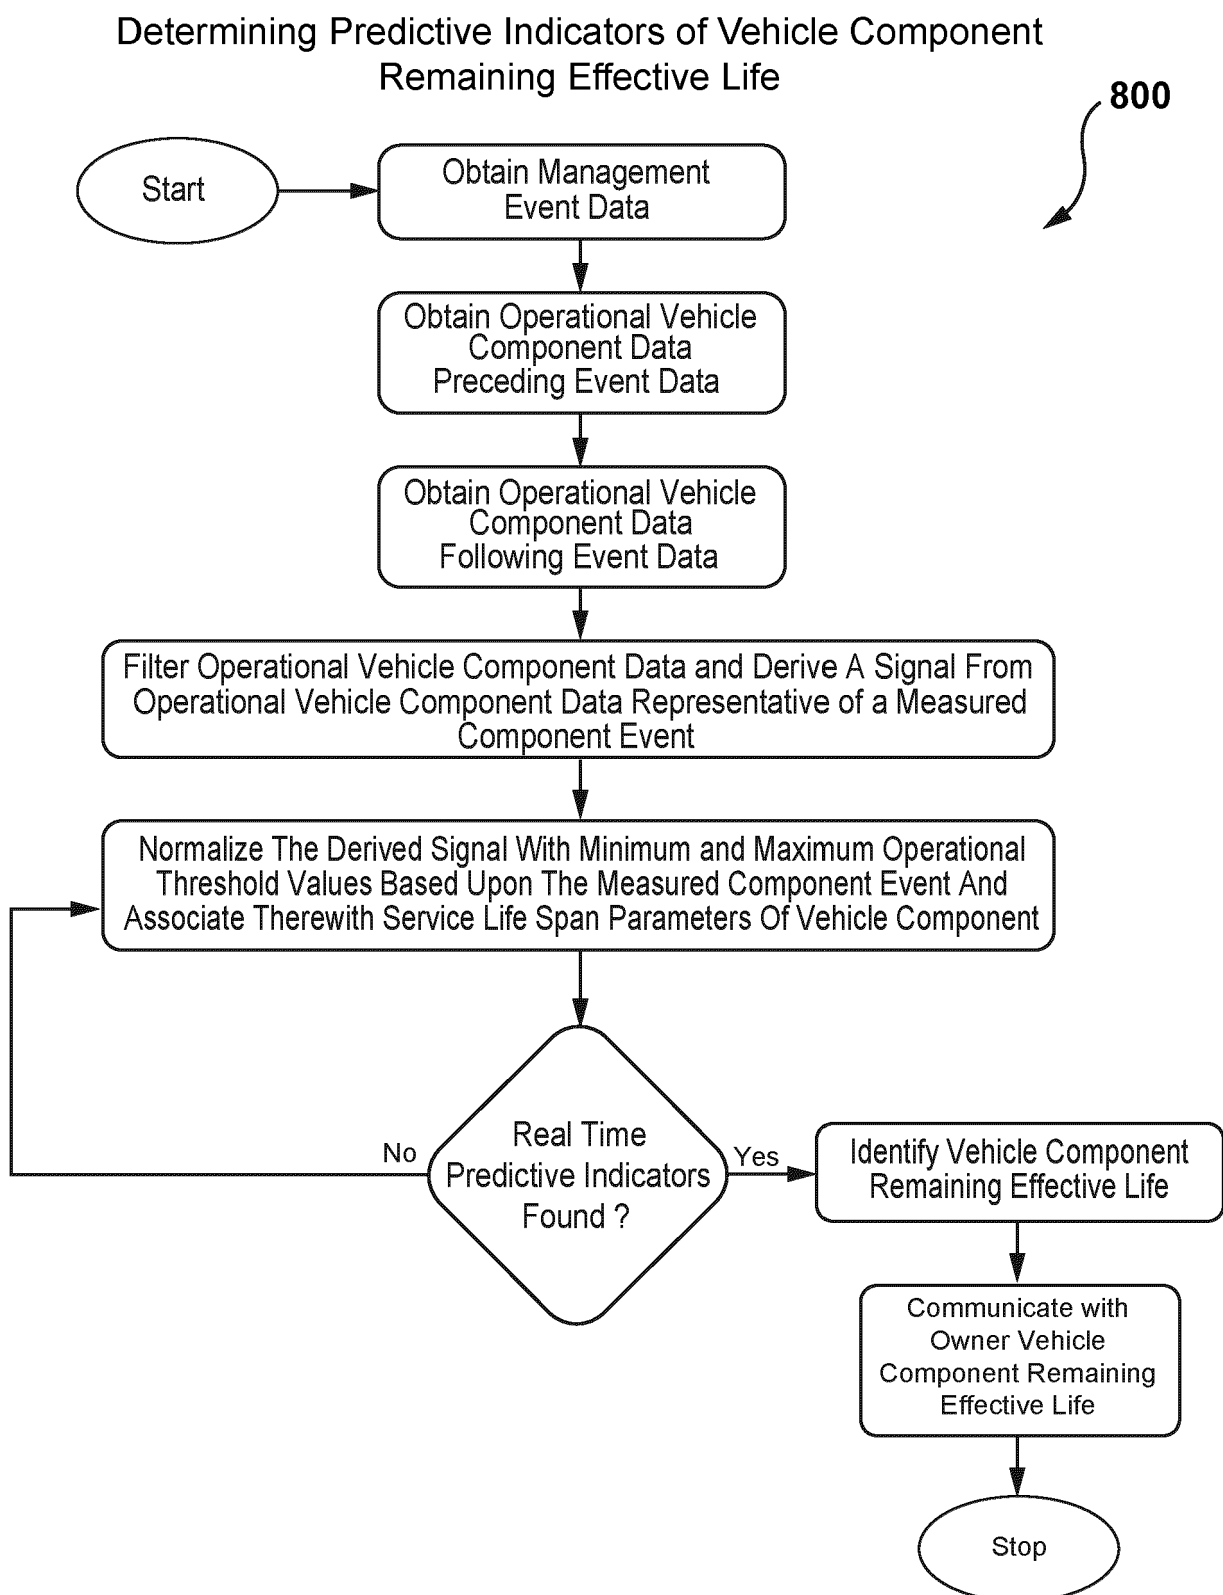 Determining Predictive Indicators of Vehicle Component
Remaining Effective Life
800
Start
Obtain Management
Event Data
Obtain Operational Vehicle
Component Data
Preceding Event Data
Obtain Operational Vehicle
Component Data
Following Event Data
Filter Operational Vehicle Component Data and Derive A Signal From
Operational Vehicle Component Data Representative of a Measured
Component Event
Normalize The Derived Signal With Minimum and Maximum Operational
Threshold Values Based Upon The Measured Component Event And
Associate Therewith Service Life Span Parameters Of Vehicle Component
Real Time
Predictive Indicators
Found ?
No
Yes
Identify Vehicle Component
Remaining Effective Life
Communicate with
Owner Vehicle
Component Remaining
Effective Life
Stop